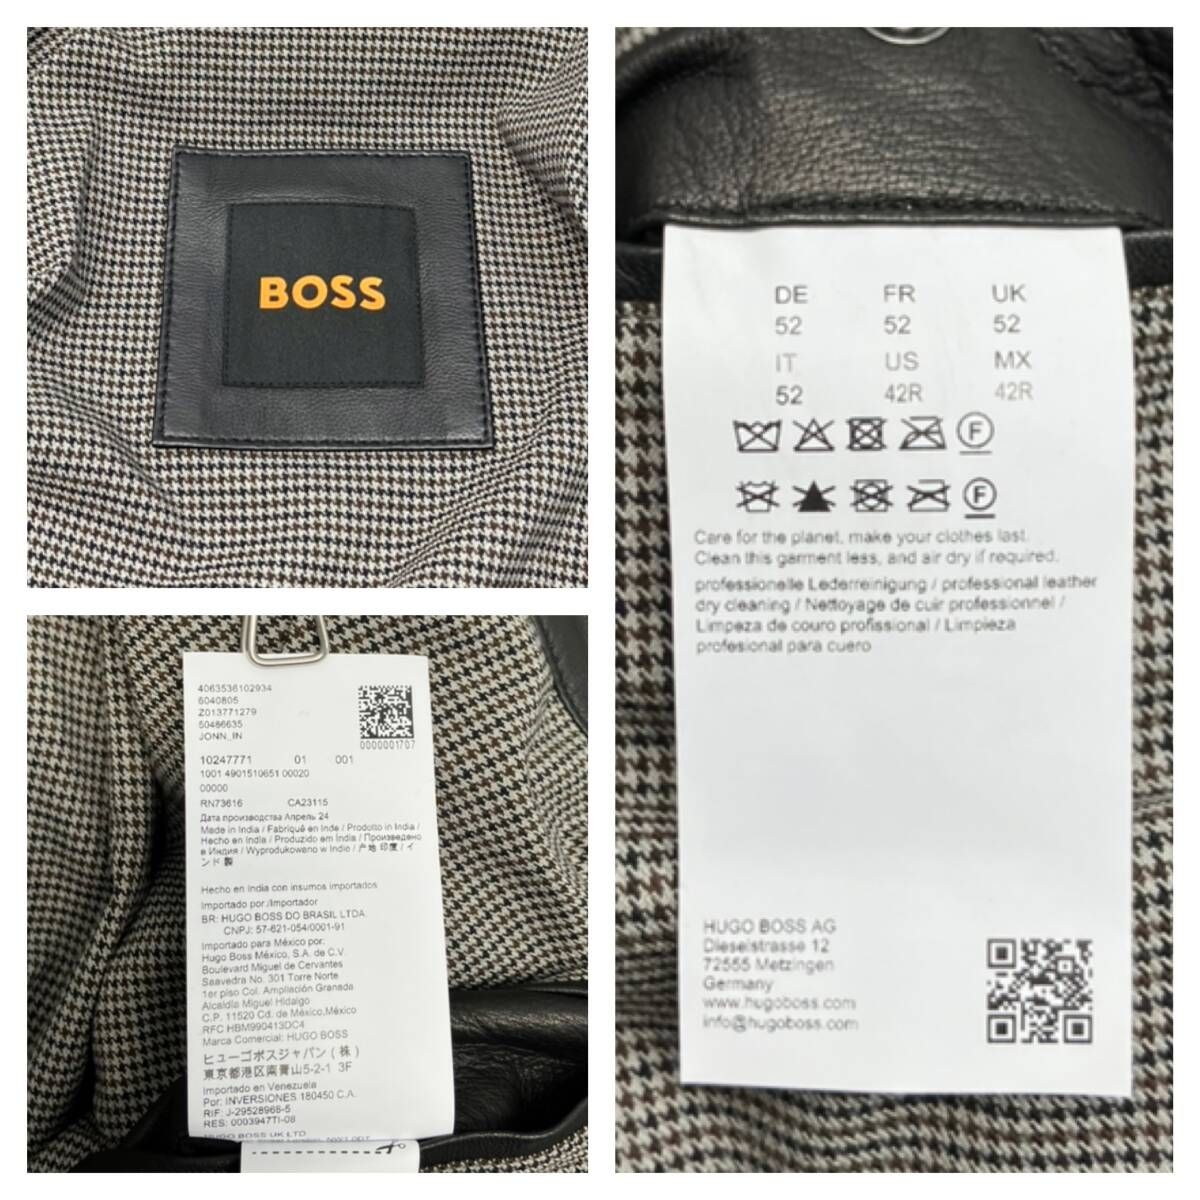 BOSS
DE FR UK
52 52 52
IT US MX
52 42R 42R
F
F
Care for the planet, make your clothes last.
Clean this garment less, and air dry if required.
professionelle Lederreinigung / professional leather
dry cleaning / Nettoyage de cuir professionnel /
Limpeza de couro profissional / Limpieza
profesional para cuero
HUGO BOSS AG
Dieselstrasse 12
72555 Metzingen
Germany
www.hugoboss.com
info@hugoboss.com
4063536102934
6040805
Z013771279
50486635
JONN_IN
0000001707
10247771 01 001
1001 4901510651 00020
00000
RN73616 CA23115
Дата производства Апрель 24
Made in India / Fabriqué en Inde / Prodotto in India /
Hecho en India / Produzido em Índia / Произведено
в Индия / Wyprodukowano w Indio / 产地 印度 / イ
ンド 製
Hecho en India con insumos importados
Importado por:/Importador
BR: HUGO BOSS DO BRASIL LTDA.
CNPJ: 57-621-054/0001-91
Importado para México por:
Hugo Boss México, S.A. de C.V.
Boulevard Miguel de Cervantes
Saavedra No. 301 Torre Norte
1er piso Col. Ampliación Granada
Alcaldía Miguel Hidalgo
C.P. 11520 Cd. de México,México
RFC HBM990413DC4
Marca Comercial: HUGO BOSS
ヒューゴボスジャパン ( 株 )
東京都港区南青山5-2-1 3F
Importado en Venezuela
Por: INVERSIONES 180450 C.A.
RIF: J-29528966-5
RES: 0003947TI-08
HUGO BOSS UK LTD